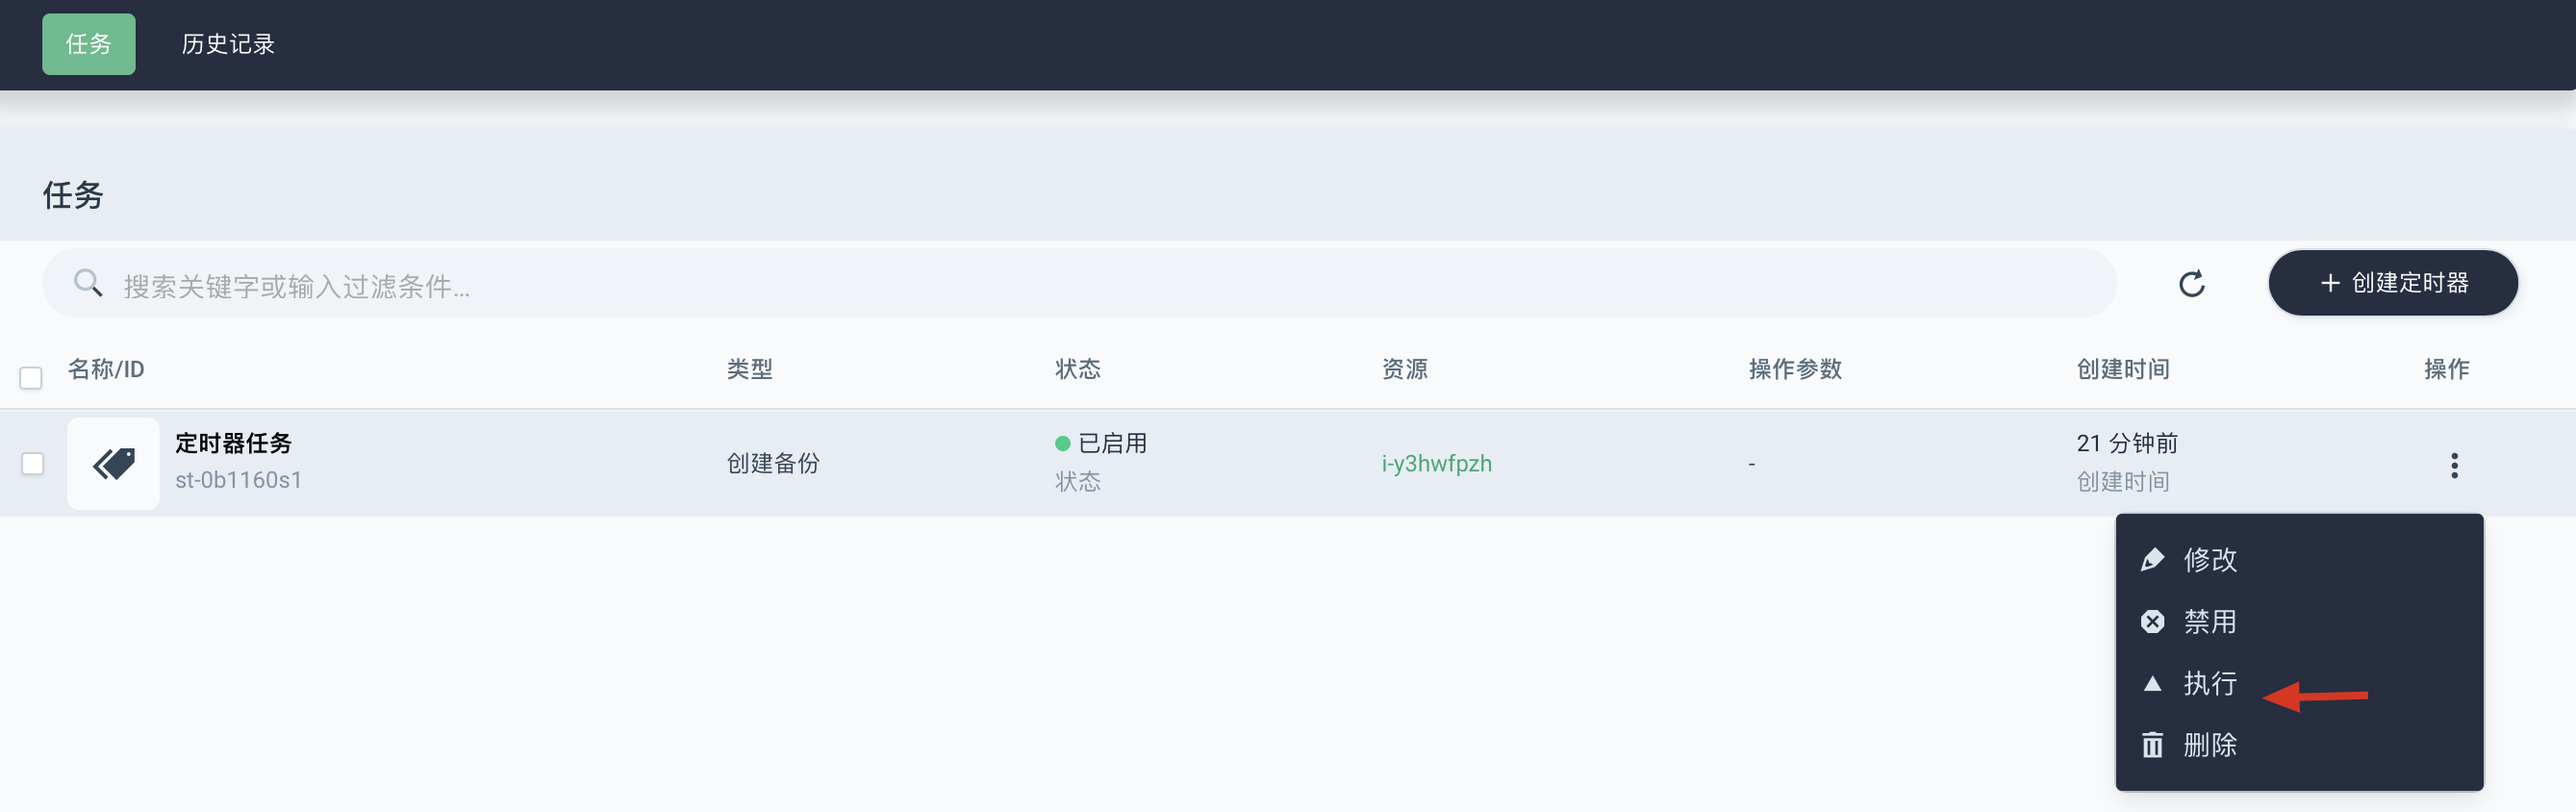 任务 历史记录
任务
搜索关键字或输入过滤条件...
+ 创建定时器
名称/ID 类型 状态 资源 操作参数 创建时间 操作
定时器任务 创建备份 已启用 i-y3hwfpzh - 21 分钟前
st-0b1160s1 状态 创建时间
修改
禁用
执行
删除